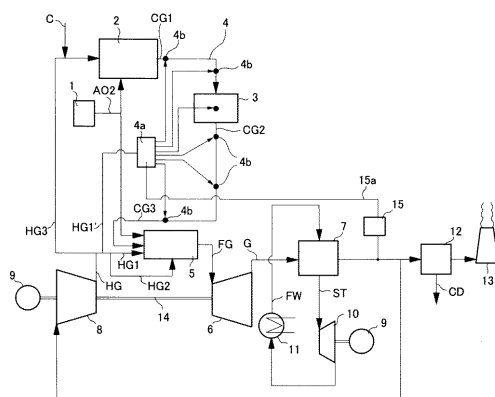 C
2
CG1
4b
4
4b
1
AO2
4a
3
CG2
4b
15a
CG3
4b
15
HG3
HG1'
HG1
FG
5
HG2
G
7
12
13
9
HG
8
14
6
FW
ST
10
9
11
CD